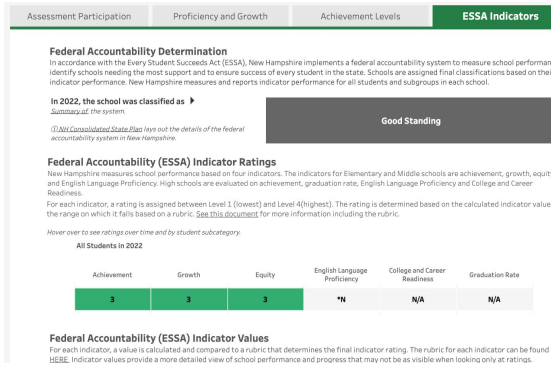 Assessment Participation Proficiency and Growth Achievement Levels ESSA Indicators
Federal Accountability Determination
In accordance with the Every Student Succeeds Act (ESSA), New Hampshire implements a federal accountability system to measure school performan
identify schools needing the most support and to ensure success of every student in the state. Schools are assigned final classifications based on thei
indicator performance. New Hampshire measures and reports indicator performance for all students and subgroups in each school.
In 2022, the school was classified as
Summary of the system.
Good Standing
① NH Consolidated State Plan lays out the details of the federal
accountability system in New Hampshire.
Federal Accountability (ESSA) Indicator Ratings
New Hampshire measures school performance based on four indicators. The indicators for Elementary and Middle schools are achievement, growth, equit
and English Language Proficiency. High schools are evaluated on achievement, graduation rate, English Language Proficiency and College and Career
Readiness.
For each indicator, a rating is assigned between Level 1 (lowest) and Level 4(highest). The rating is determined based on the calculated indicator value
the range on which it falls based on a rubric. See this document for more information including the rubric.
Hover over to see ratings over time and by student subcategory.
All Students in 2022
Achievement Growth Equity English Language Proficiency College and Career Readiness Graduation Rate
3 3 3 *N N/A N/A
Federal Accountability (ESSA) Indicator Values
For each indicator, a value is calculated and compared to a rubric that determines the final indicator rating. The rubric for each indicator can be found
HERE Indicator values provide a more detailed view of school performance and progress that may not be as visible when looking only at ratings.